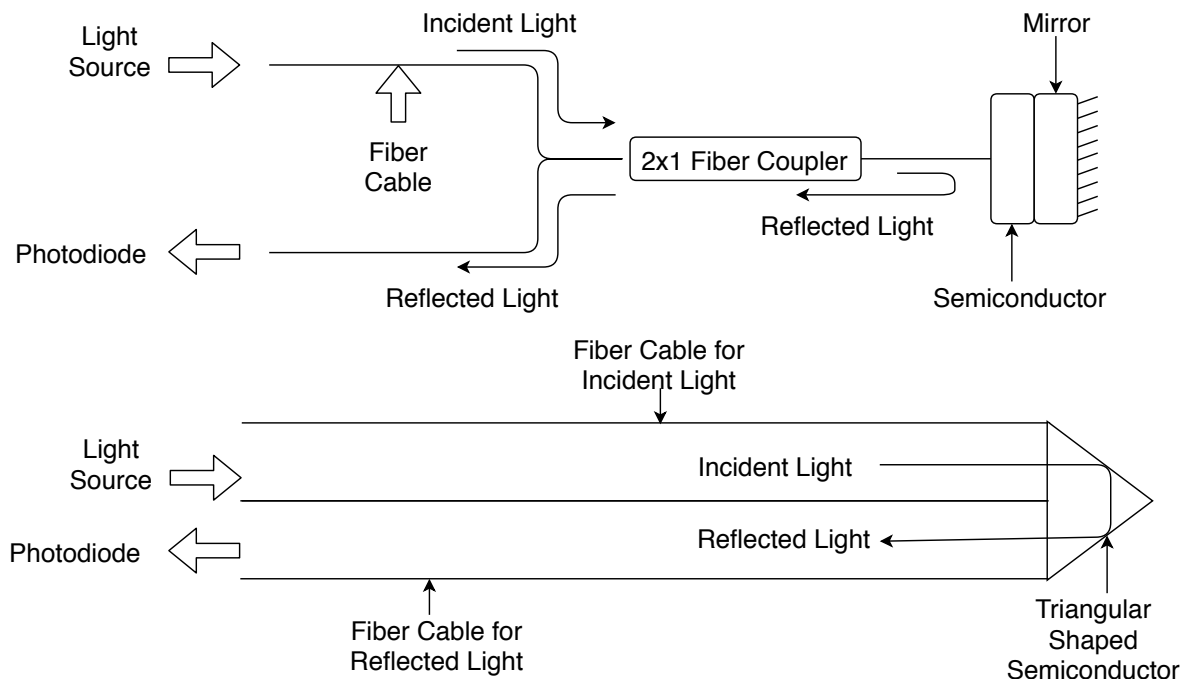 Incident Light
Mirror
Light
Source
Fiber
Cable
2x1 Fiber Coupler
Reflected Light
Photodiode
Reflected Light
Semiconductor
Fiber Cable for
Incident Light
Light
Source
Incident Light
Photodiode
Reflected Light
Fiber Cable for
Reflected Light
Triangular
Shaped
Semiconductor